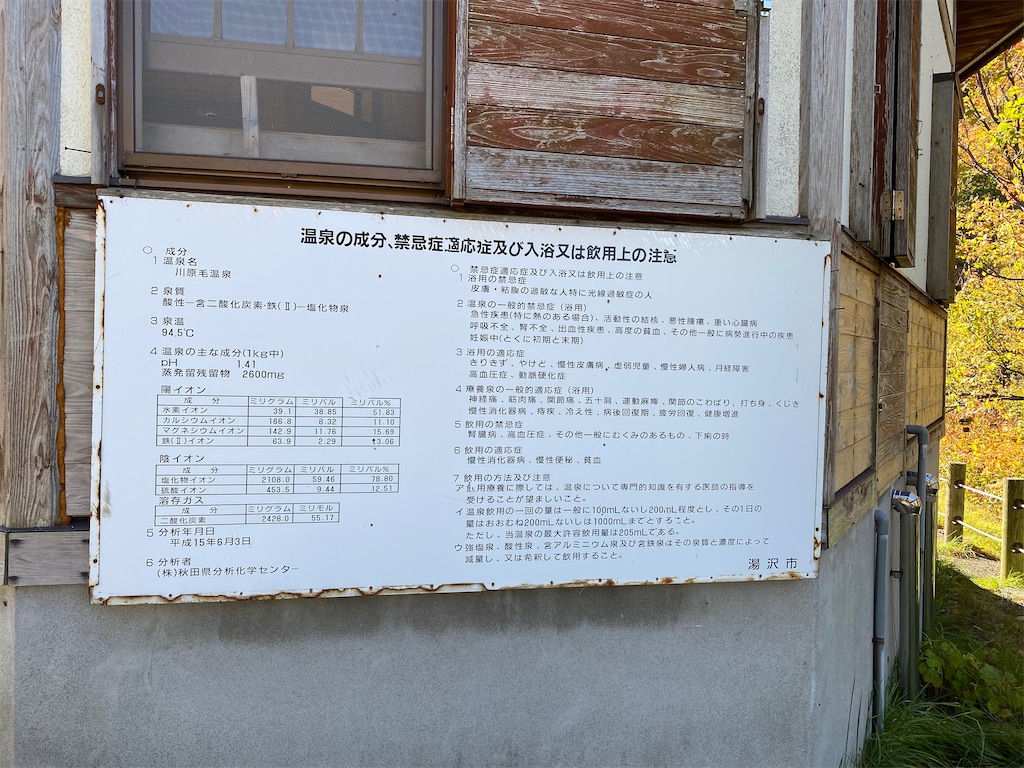 温泉の成分、禁忌症適応症及び入浴又は飲用上の注意
○ 成分
1 温泉名
川原毛温泉
2 泉質
酸性－含二酸化炭素・鉄(Ⅱ)－塩化物泉
3 泉温
94.5℃
4 温泉の主な成分(1kg中)
pH 1.41
蒸発残留物 2600mg
陽イオン
成 分 ミリグラム ミリバル ミリバル%
水素イオン 39.1 38.85 51.83
カルシウムイオン 166.8 8.32 11.10
マグネシウムイオン 142.9 11.76 15.69
鉄(Ⅱ)イオン 63.9 2.29 3.06
陰イオン
成 分 ミリグラム ミリバル ミリバル%
塩化物イオン 2108.0 59.46 78.80
硫酸イオン 453.5 9.44 12.51
溶存ガス
成 分 ミリグラム ミリモル
二酸化炭素 2428.0 55.17
5 分析年月日
平成15年6月3日
6 分析者
(株)秋田県分析化学センター
○ 禁忌症適応症及び入浴又は飲用上の注意
1 浴用の禁忌症
皮膚・粘膜の過敏な人特に光線過敏症の人
2 温泉の一般的禁忌症(浴用)
急性疾患(特に熱のある場合)、活動性の結核、悪性腫瘍、重い心臓病
呼吸不全、腎不全、出血性疾患、高度の貧血、その他一般に病勢進行中の疾患
妊娠中(とくに初期と末期)
3 浴用の適応症
きりきず、やけど、慢性皮膚病、虚弱児童、慢性婦人病、月経障害
高血圧症、動脈硬化症
4 療養泉の一般的適応症(浴用)
神経痛、筋肉痛、関節痛、五十肩、運動麻痺、関節のこわばり、打ち身、くじき
慢性消化器病、痔疾、冷え性、病後回復期、疲労回復、健康増進
5 飲用の禁忌症
腎臓病、高血圧症、その他一般にむくみのあるもの、下痢の時
6 飲用の適応症
慢性消化器病、慢性便秘、貧血
7 飲用の方法及び注意
ア 飲用療養に際しては、温泉について専門的知識を有する医師の指導を
受けることが望ましいこと。
イ 温泉飲用の一回の量は一般に100mLないし200mL程度とし、その1日の
量はおおむね200mLないしは1000mLまでとすること。
ただし、当温泉の最大許容飲用量は205mLである。
ウ 強塩泉、酸性泉、含アルミニウム泉及び含鉄泉はその泉質と濃度によって
減量し、又は希釈して飲用すること。
湯沢市